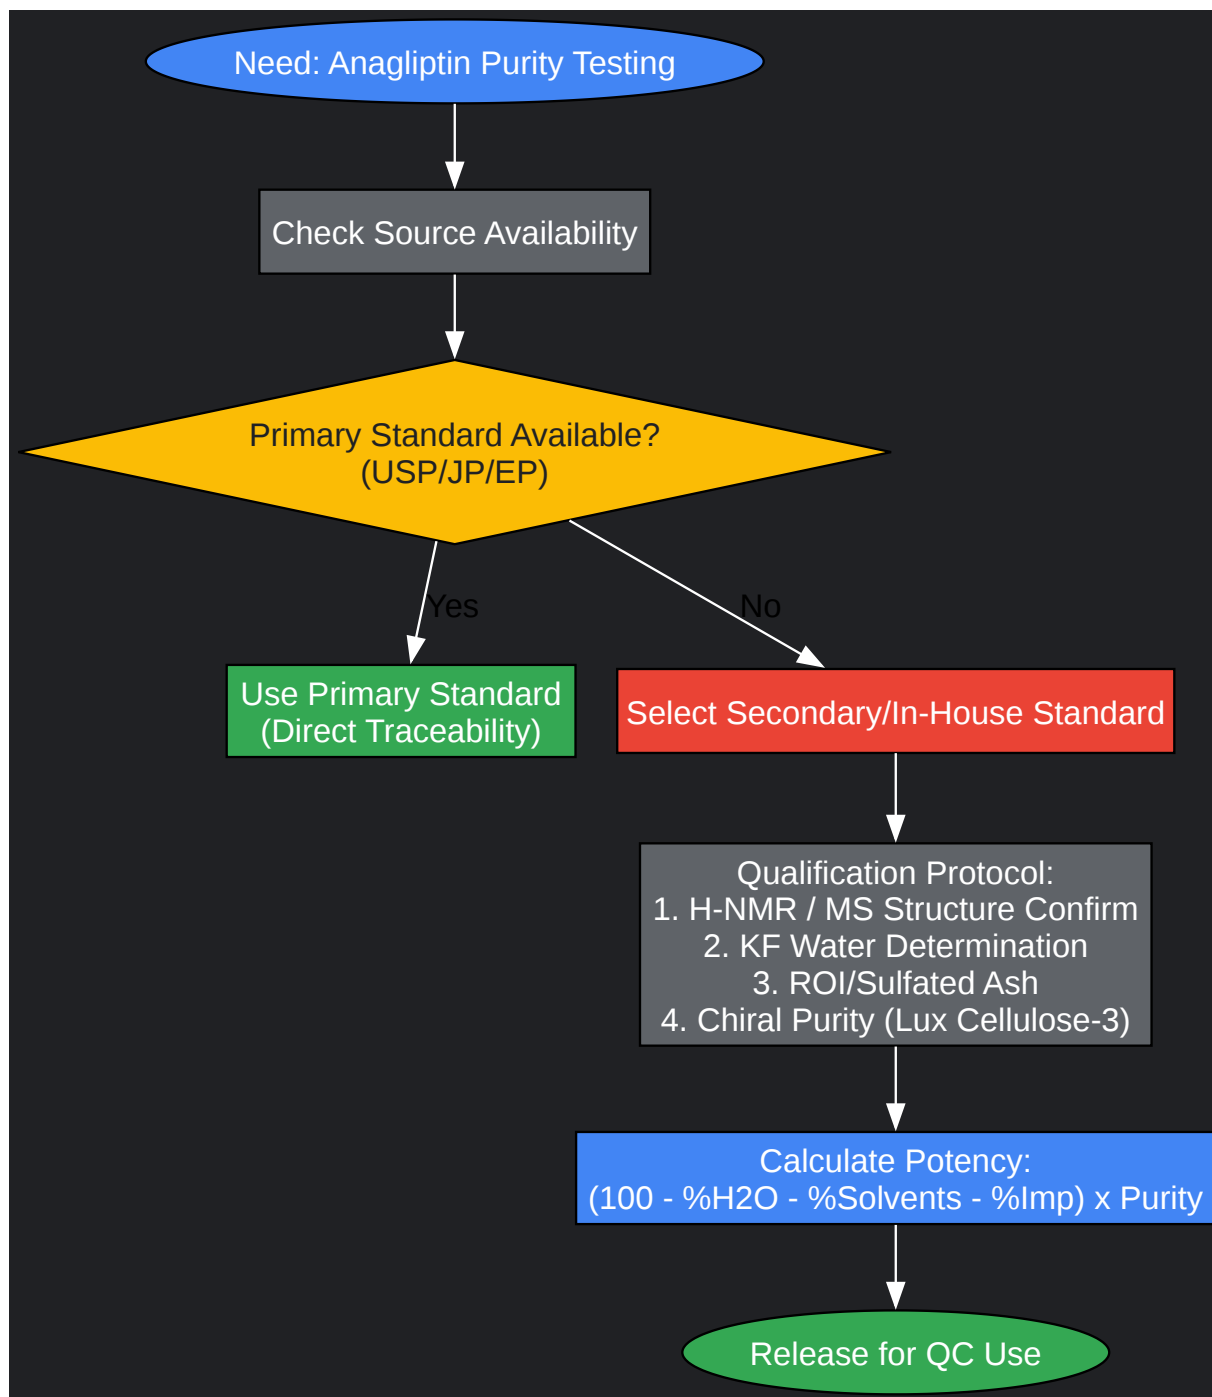 Need: Anagliptin Purity Testing
Check Source Availability
Primary Standard Available?
(USP/JP/EP)
Yes
No
Use Primary Standard
(Direct Traceability)
Select Secondary/In-House Standard
Qualification Protocol:
1. H-NMR / MS Structure Confirm
2. KF Water Determination
3. ROI/Sulfated Ash
4. Chiral Purity (Lux Cellulose-3)
Calculate Potency:
(100 - %H2O - %Solvents - %Imp) x Purity
Release for QC Use